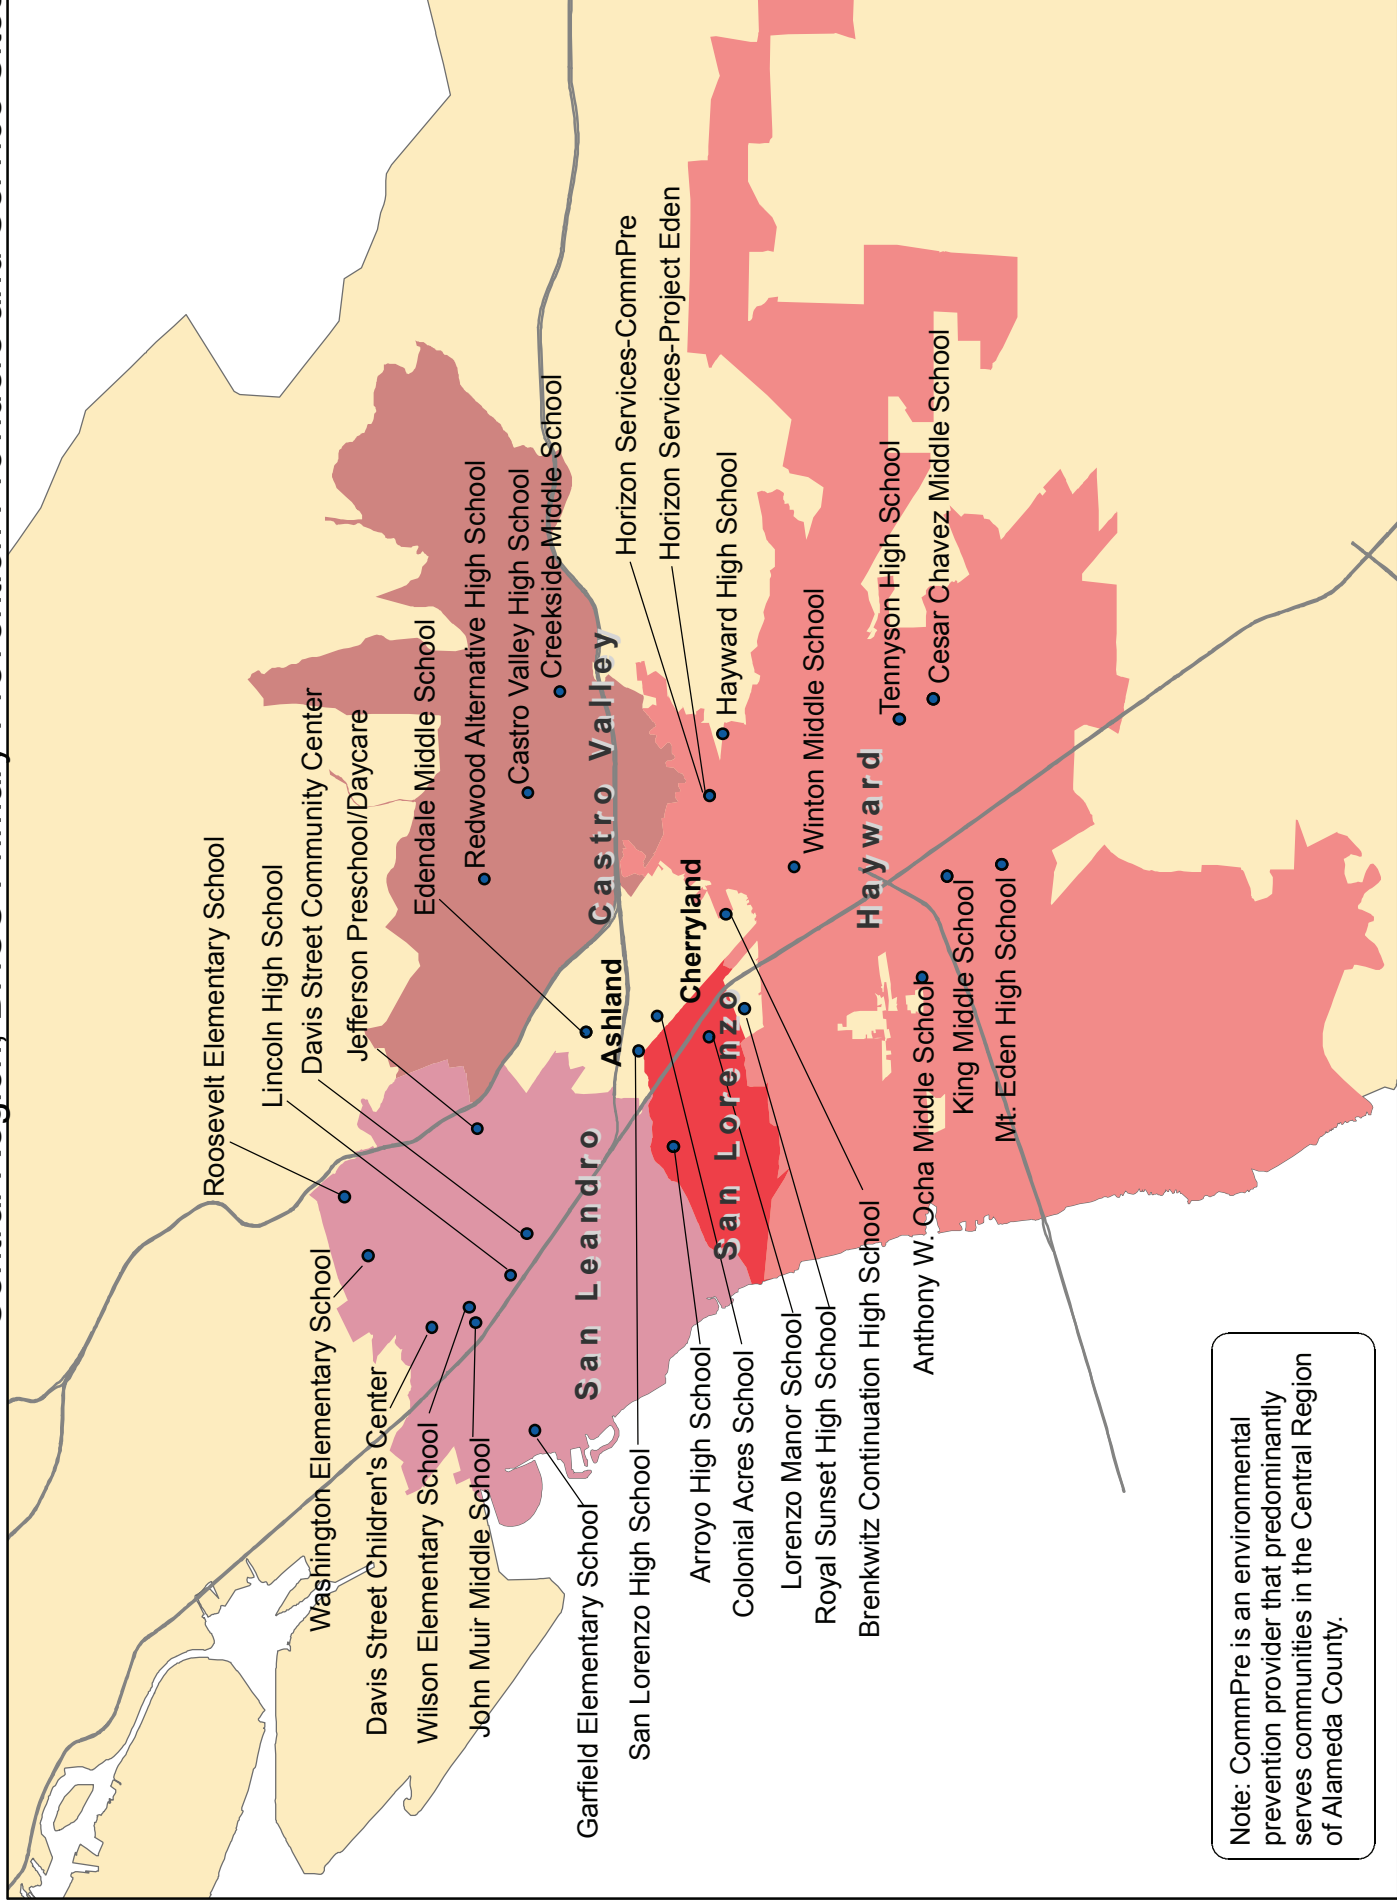 Roosevelt Elementary School
Lincoln High School
Davis Street Community Center
Jefferson Preschool/Daycare
Edendale Middle School
Redwood Alternative High School
Castro Valley High School
Creekside Middle School
Castro Valley
Horizon Services-CommPre
Horizon Services-Project Eden
Hayward High School
Winton Middle School
Tennyson High School
Cesar Chavez Middle School
Hayward
Washington Elementary School
Davis Street Children's Center
Wilson Elementary School
John Muir Middle School
San Leandro
Ashland
Cherryland
San Lorenzo
Garfield Elementary School
San Lorenzo High School
Arroyo High School
Colonial Acres School
Lorenzo Manor School
Royal Sunset High School
Brenkwitz Continuation High School
Anthony W. Ocha Middle School
King Middle School
Mt. Eden High School
Note: CommPre is an environmental
prevention provider that predominantly
serves communities in the Central Region
of Alameda County.